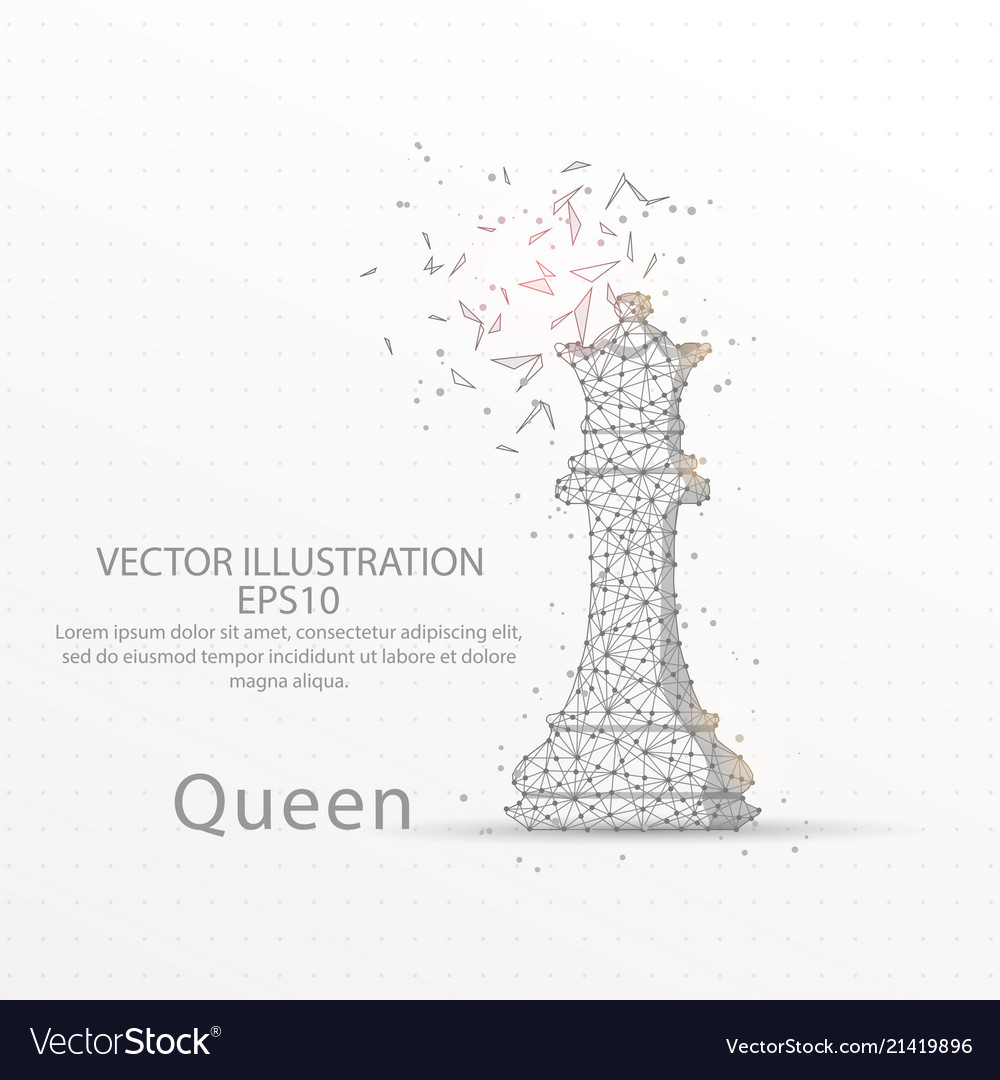 VECTOR ILLUSTRATION
EPS10
Lorem ipsum dolor sit amet, consectetur adipiscing elit,
sed do eiusmod tempor incididunt ut labore et dolore
magna aliqua.
Queen
VectorStock®
VectorStock.com/21419896